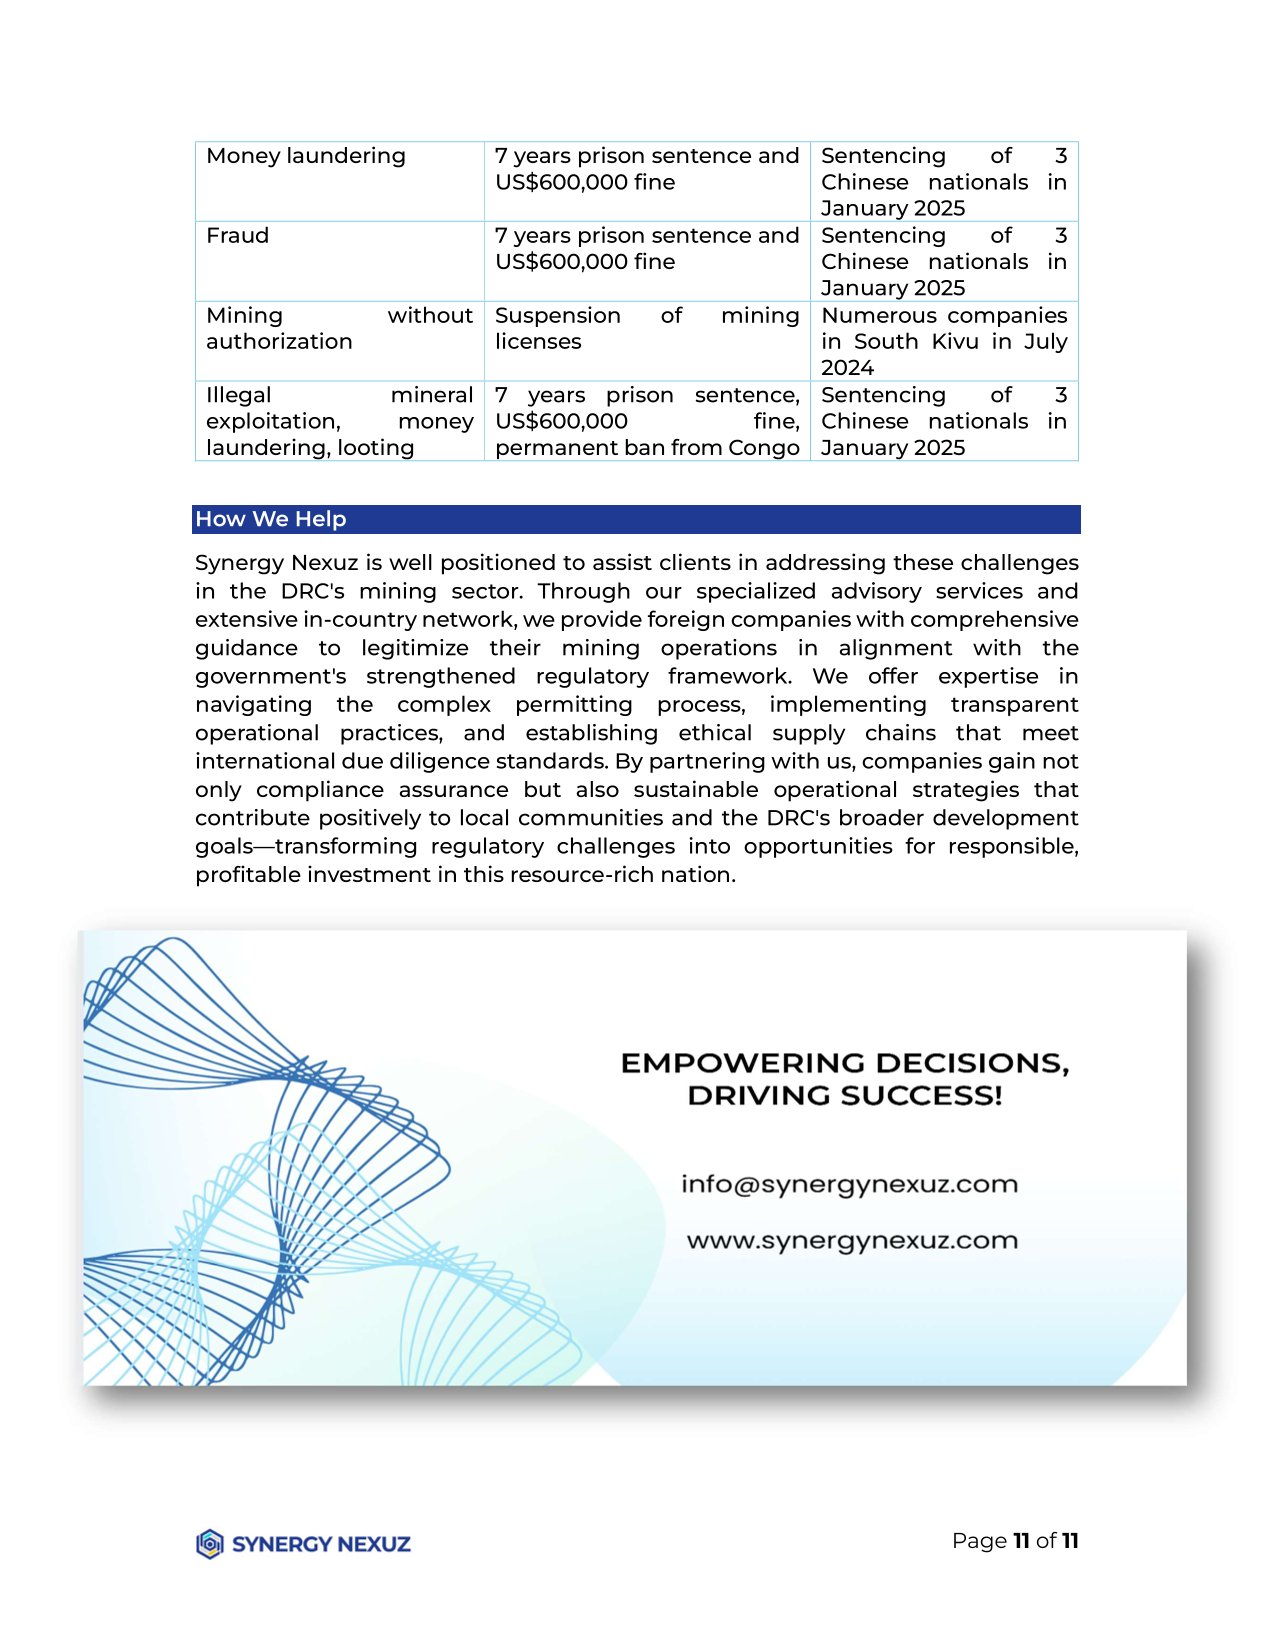 Money laundering
7 years prison sentence and
US$600,000 fine
Sentencing of 3
Chinese nationals in
January 2025
Fraud
7 years prison sentence and
US$600,000 fine
Sentencing of 3
Chinese nationals in
January 2025
Mining without
authorization
Suspension of mining
licenses
Numerous companies
in South Kivu in July
2024
Illegal mineral
exploitation, money
laundering, looting
7 years prison sentence,
US$600,000 fine,
permanent ban from Congo
Sentencing of 3
Chinese nationals in
January 2025
How We Help
Synergy Nexuz is well positioned to assist clients in addressing these challenges
in the DRC's mining sector. Through our specialized advisory services and
extensive in-country network, we provide foreign companies with comprehensive
guidance to legitimize their mining operations in alignment with the
government's strengthened regulatory framework. We offer expertise in
navigating the complex permitting process, implementing transparent
operational practices, and establishing ethical supply chains that meet
international due diligence standards. By partnering with us, companies gain not
only compliance assurance but also sustainable operational strategies that
contribute positively to local communities and the DRC's broader development
goals—transforming regulatory challenges into opportunities for responsible,
profitable investment in this resource-rich nation.
EMPOWERING DECISIONS,
DRIVING SUCCESS!
info@synergynexuz.com
www.synergynexuz.com
SYNERGY NEXUZ
Page 11 of 11